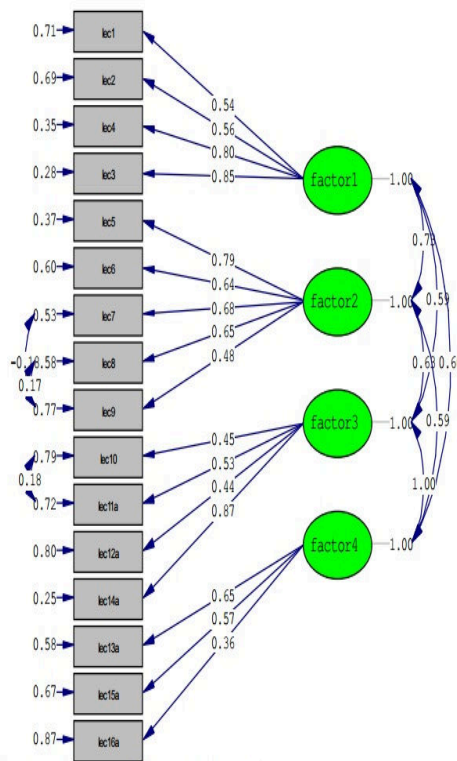 0.71 lec1
0.69 lec2
0.35 lec4
0.28 lec3
0.37 lec5
0.60 lec6
0.53 lec7
-0.18 0.58 lec8
0.17
0.77 lec9
0.79 lec10
0.18
0.72 lec11a
0.80 lec12a
0.25 lec14a
0.58 lec13a
0.67 lec15a
0.87 lec16a
0.54
0.56
0.80
0.85
0.79
0.64
0.68
0.65
0.48
0.45
0.53
0.44
0.87
0.65
0.57
0.36
factor1 1.00
factor2 1.00
factor3 1.00
factor4 1.00
0.59
0.59
1.00